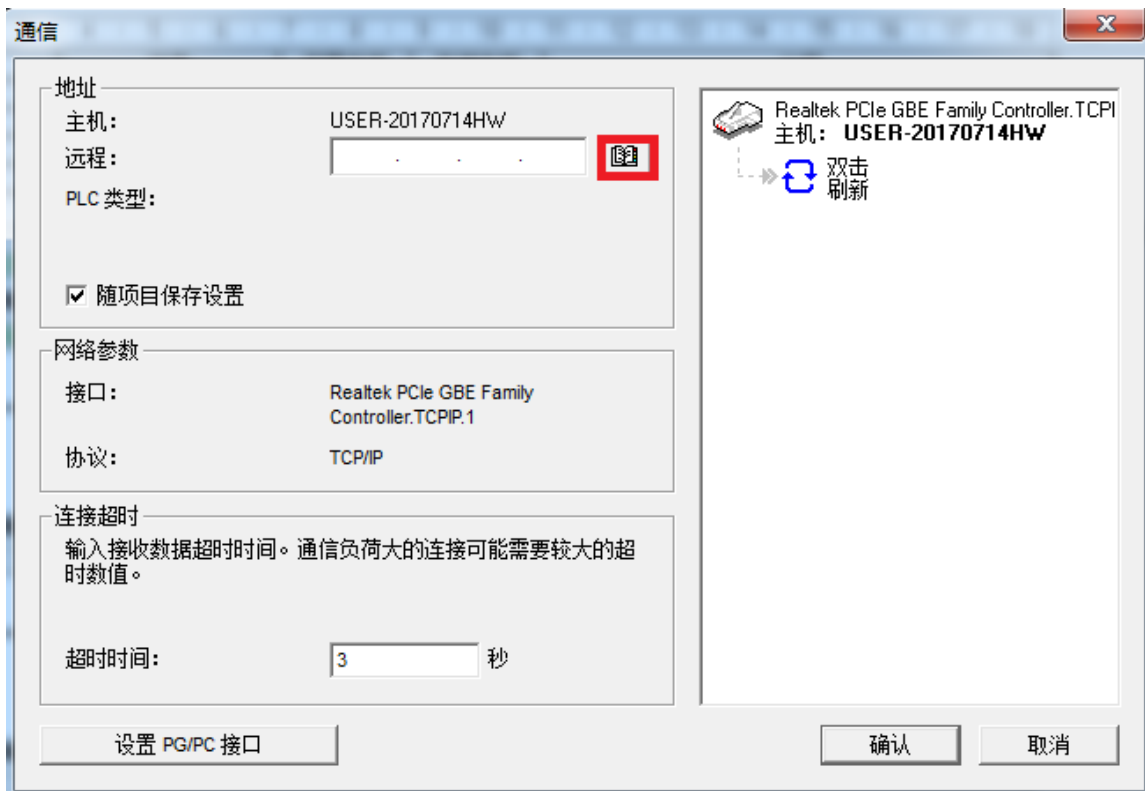 通信
地址
主机： USER-20170714HW
远程： . . .
PLC 类型：
随项目保存设置
网络参数
接口： Realtek PCIe GBE Family
Controller.TCPIP.1
协议： TCP/IP
连接超时
输入接收数据超时时间。通信负荷大的连接可能需要较大的超
时数值。
超时时间： 3 秒
设置 PG/PC 接口
Realtek PCIe GBE Family Controller.TCPI
主机： USER-20170714HW
双击
刷新
确认 取消